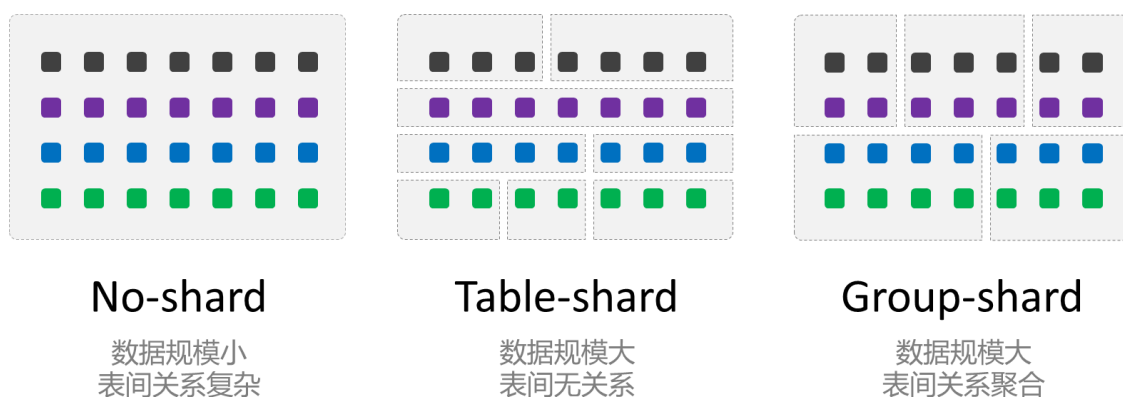 No-shard
数据规模小
表间关系复杂
Table-shard
数据规模大
表间无关系
Group-shard
数据规模大
表间关系聚合